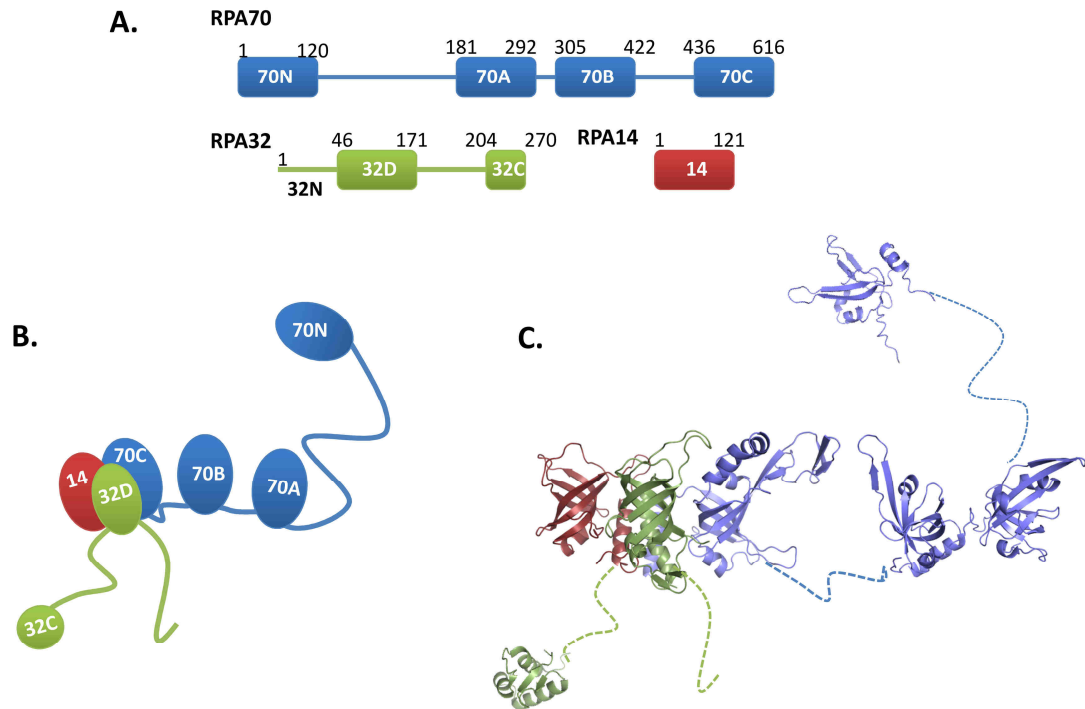 A.
RPA70
1 120 181 292 305 422 436 616
70N 70A 70B 70C
RPA32 46 171 204 270 RPA14 1 121
1
32D 32C 14
32N
B.
70N
C.
70C
70B
14
70A
32D
32C